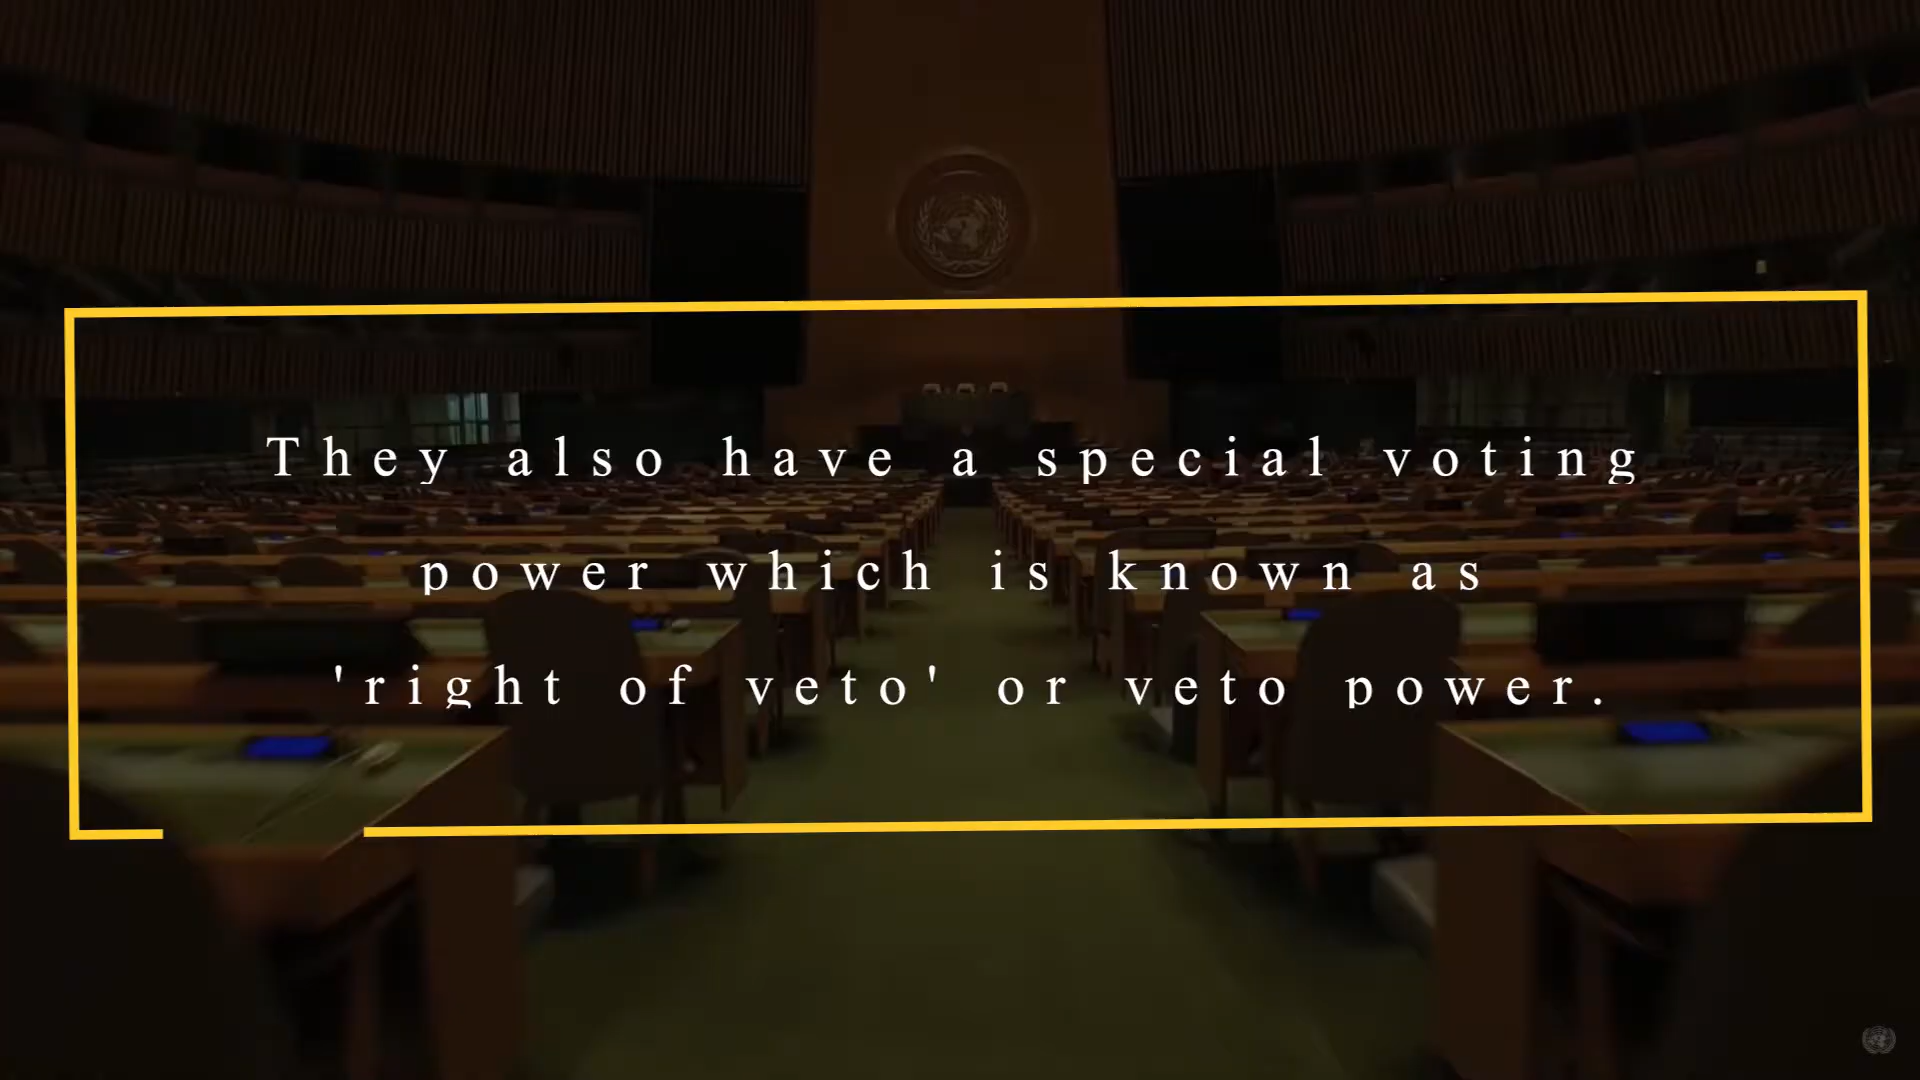 They also have a special voting
power which is known as
'right of veto' or veto power.